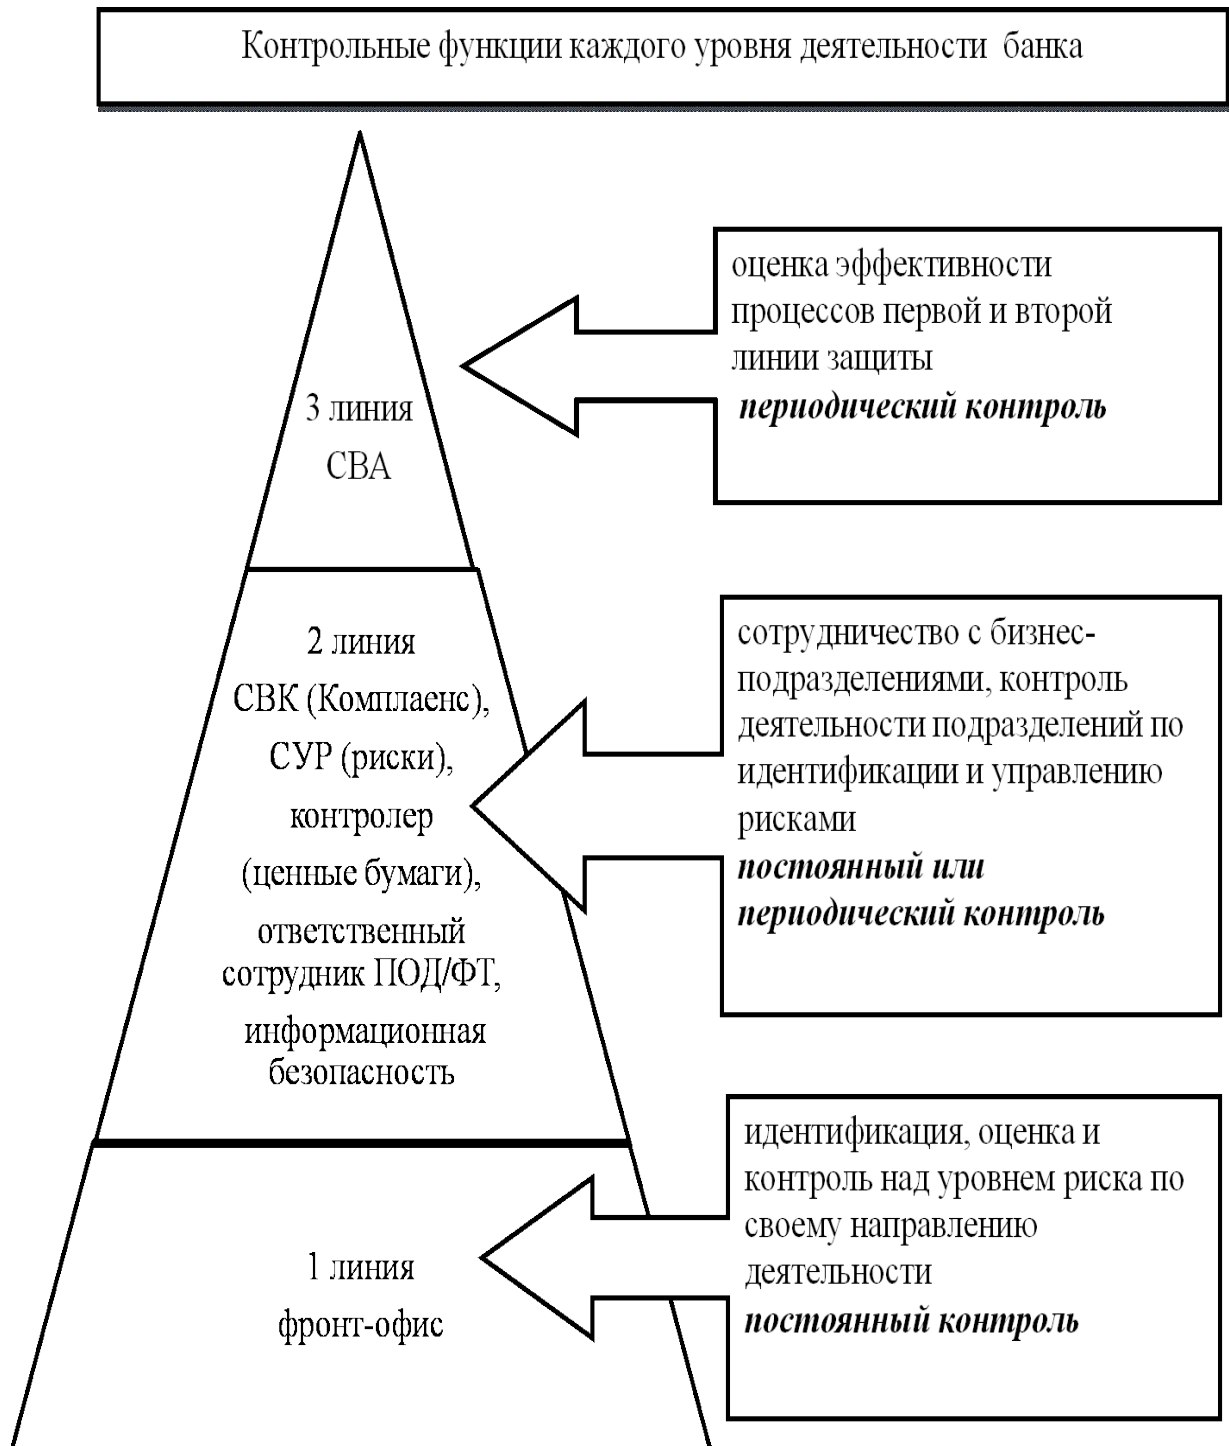 Контрольные функции каждого уровня деятельности банка
оценка эффективности
процессов первой и второй
линии защиты
периодический контроль
3 линия
СВА
сотрудничество с бизнес-
подразделениями, контроль
деятельности подразделений по
идентификации и управлению
рисками
постоянный или
периодический контроль
2 линия
СВК (Комплаенс),
СУР (риски),
контролер
(ценные бумаги),
ответственный
сотрудник ПОД/ФТ,
информационная
безопасность
идентификация, оценка и
контроль над уровнем риска по
своему направлению
деятельности
постоянный контроль
1 линия
фронт-офис